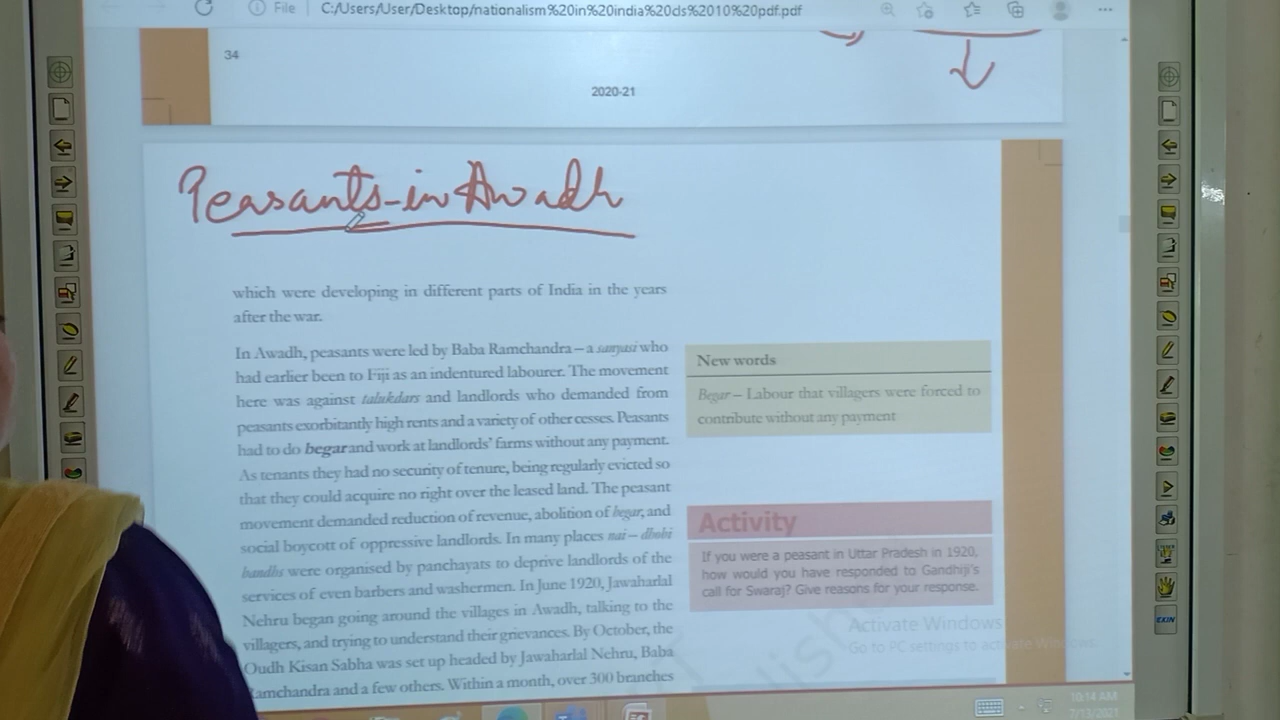 File
C:/Users/User/Desktop/nationalism%20in%20india%20cls%2010%20pdf.pdf
34
2020-21
Peasants-in Awadh
which were developing in different parts of India in the years
after the war.
In Awadh, peasants were led by Baba Ramchandra – a sanyasi who
had earlier been to Fiji as an indentured labourer. The movement
here was against talukdars and landlords who demanded from
peasants exorbitantly high rents and a variety of other cesses. Peasants
had to do begar and work at landlords' farms without any payment.
As tenants they had no security of tenure, being regularly evicted so
that they could acquire no right over the leased land. The peasant
movement demanded reduction of revenue, abolition of begar, and
social boycott of oppressive landlords. In many places nai – dhobi
bandhs were organised by panchayats to deprive landlords of the
services of even barbers and washermen. In June 1920, Jawaharlal
Nehru began going around the villages in Awadh, talking to the
villagers, and trying to understand their grievances. By October, the
Oudh Kisan Sabha was set up headed by Jawaharlal Nehru, Baba
Ramchandra and a few others. Within a month, over 300 branches
New words
Begar – Labour that villagers were forced to
contribute without any payment
Activity
If you were a peasant in Uttar Pradesh in 1920,
how would you have responded to Gandhiji's
call for Swaraj? Give reasons for your response.
Activate Windows
Go to PC settings to activate Windows.
10:14 AM
7/13/2021